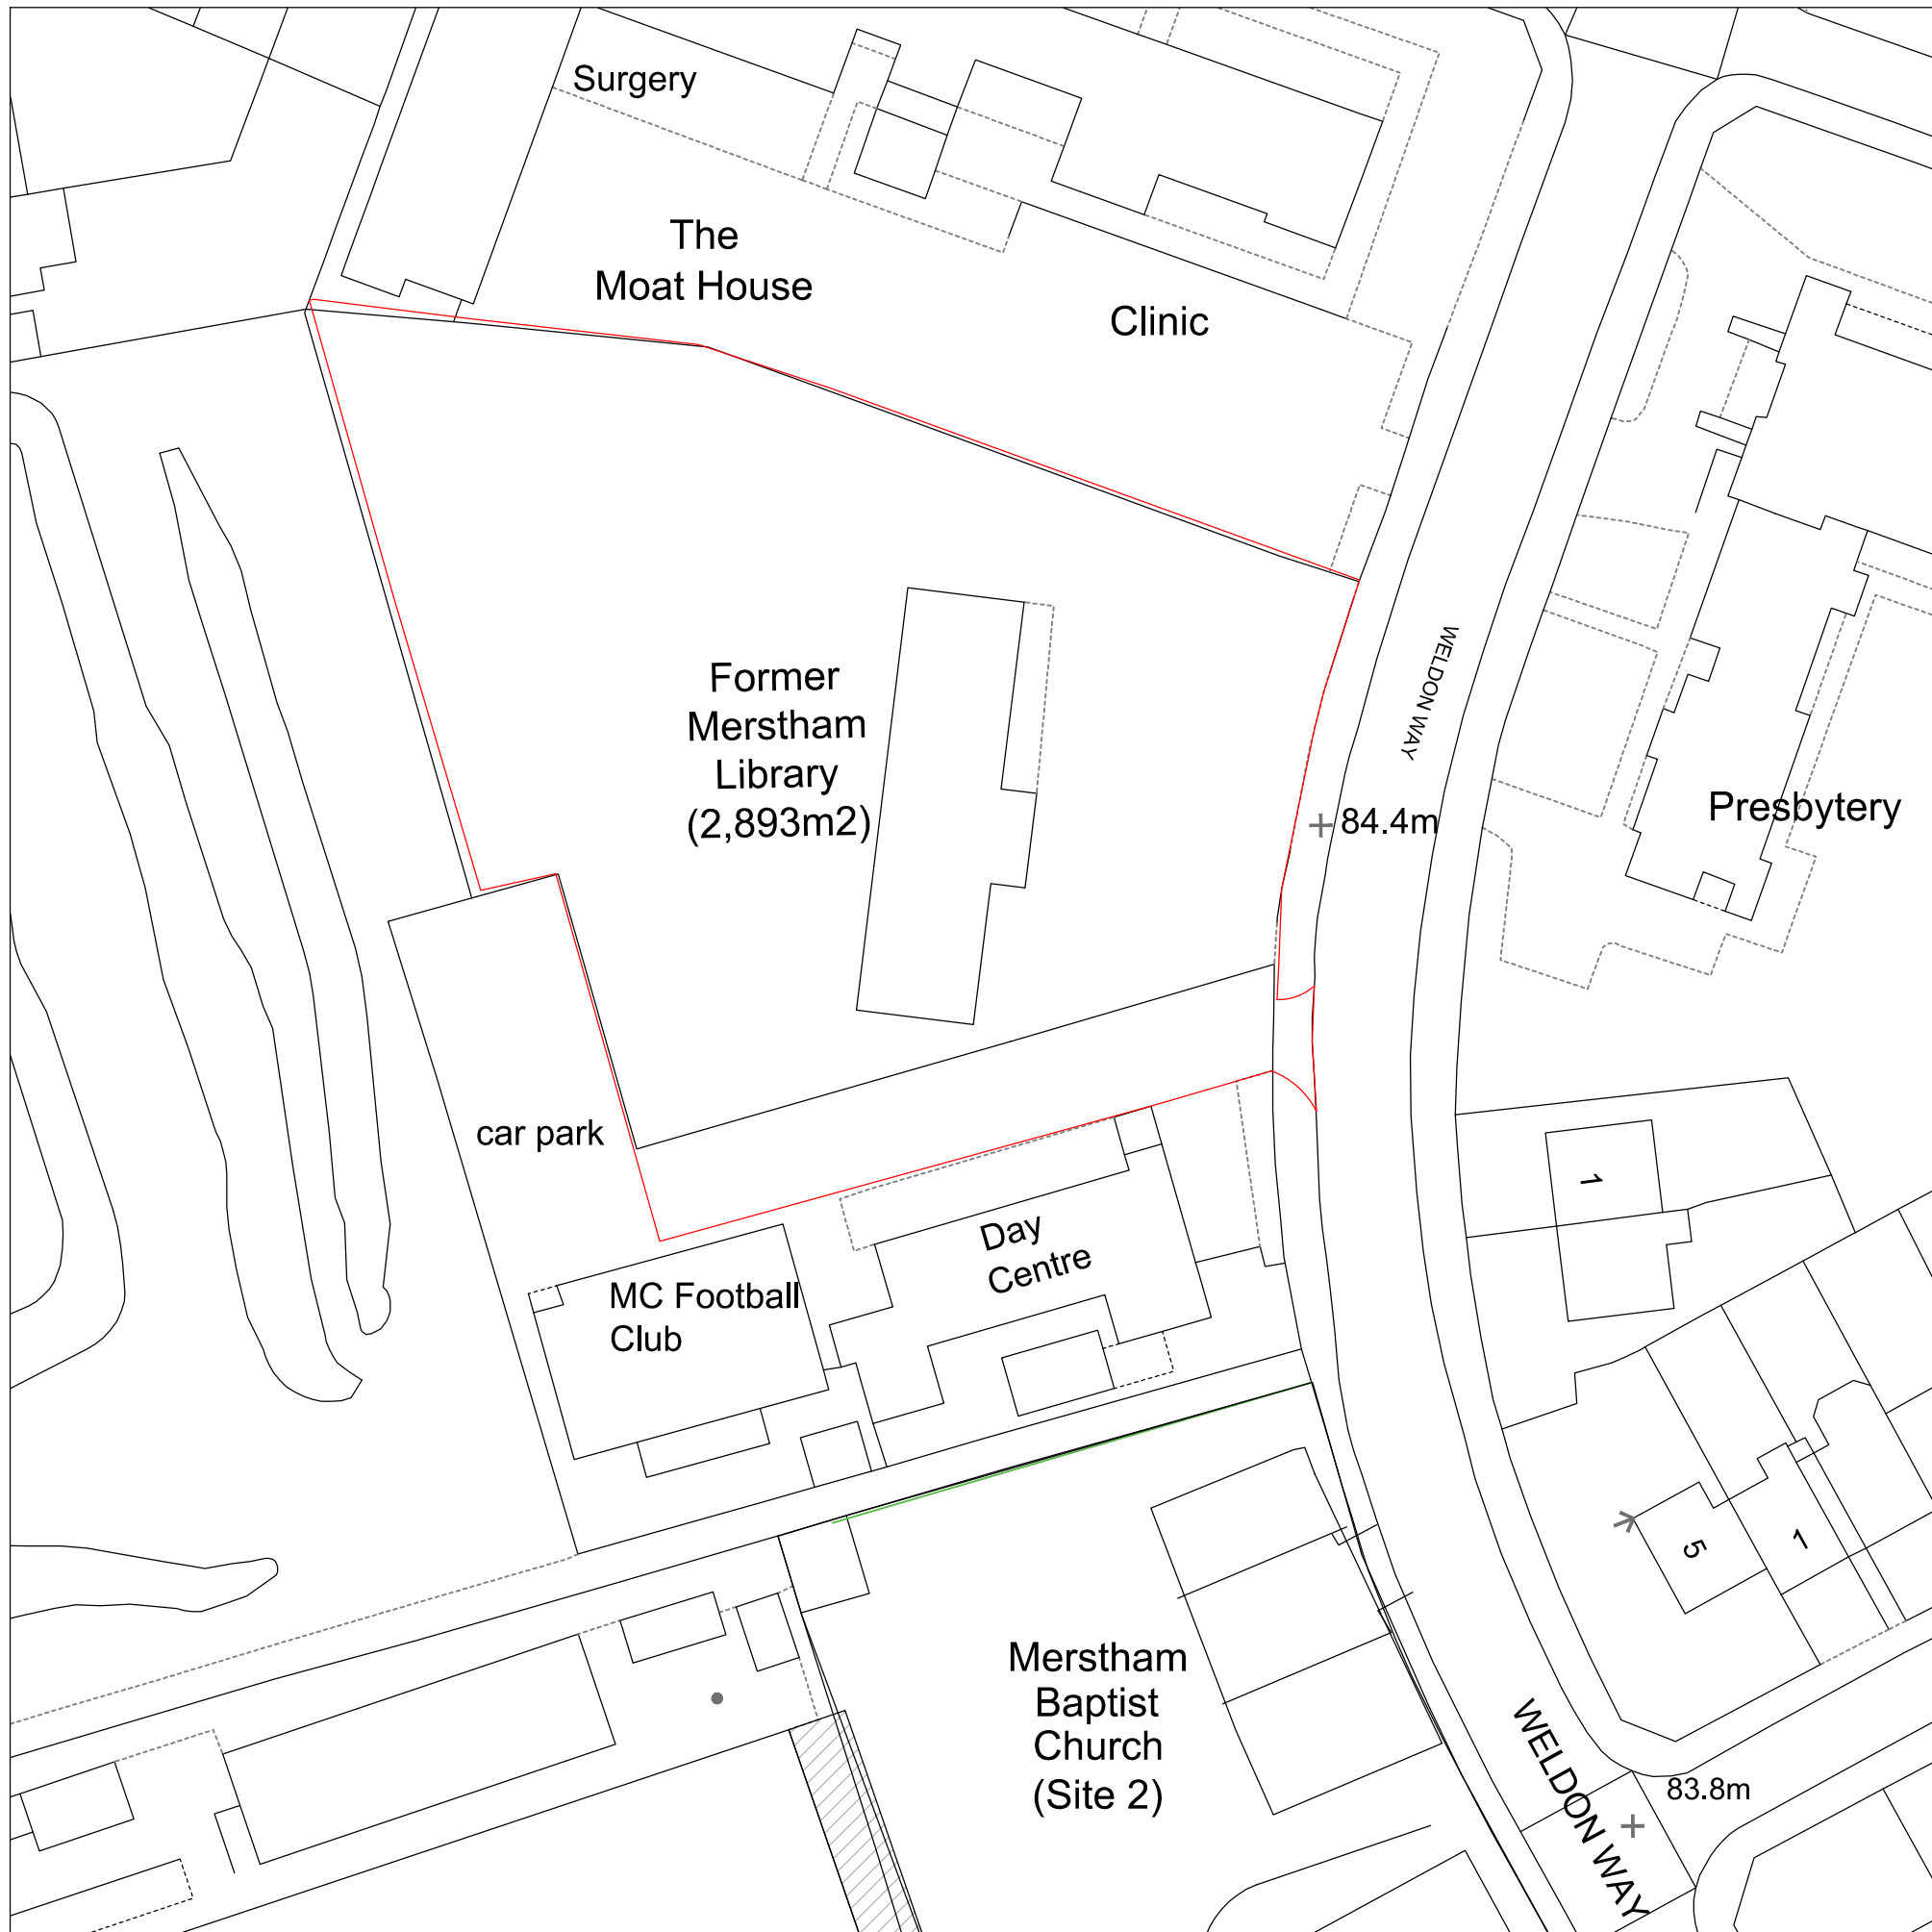 Surgery
The
Moat House
Clinic
WELDON WAY
Former
Merstham
Library
(2,893m2)
84.4m
Presbytery
car park
1
Day
Centre
MC Football
Club
5
1
Merstham
Baptist
Church
(Site 2)
WELDON WAY
83.8m